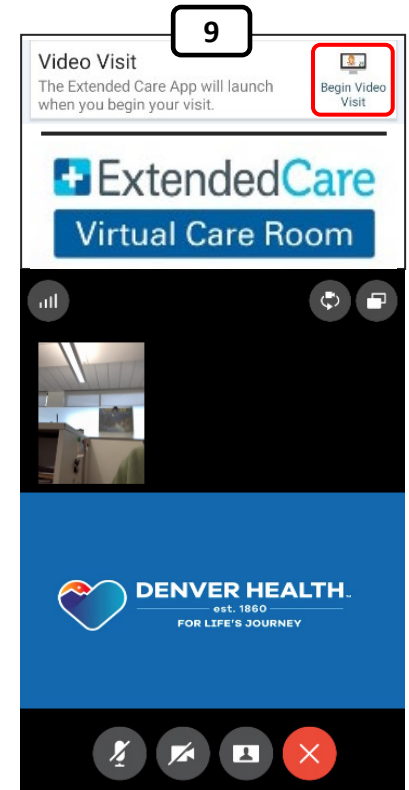 9
Video Visit
The Extended Care App will launch
when you begin your visit.
Begin Video
Visit
ExtendedCare
Virtual Care Room
DENVER HEALTH™
est. 1860
FOR LIFE'S JOURNEY